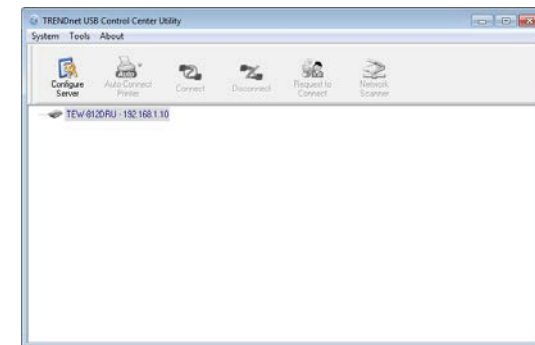 TRENDnet USB Control Center Utility
System Tools About
Configure Server
Auto Connect Printer
Connect
Disconnect
Request to Connect
Network Scanner
TEW-812DRU - 192.168.1.10